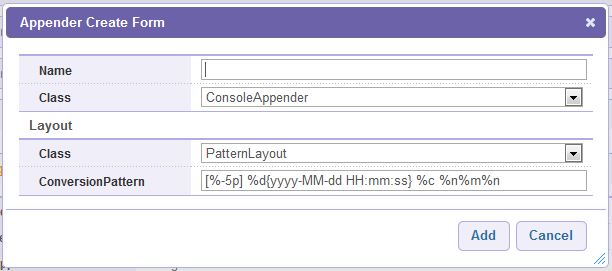 Appender Create Form
Name
Class ConsoleAppender
Layout
Class PatternLayout
ConversionPattern [%-5p] %d{yyyy-MM-dd HH:mm:ss} %c %n%m%n
Add Cancel